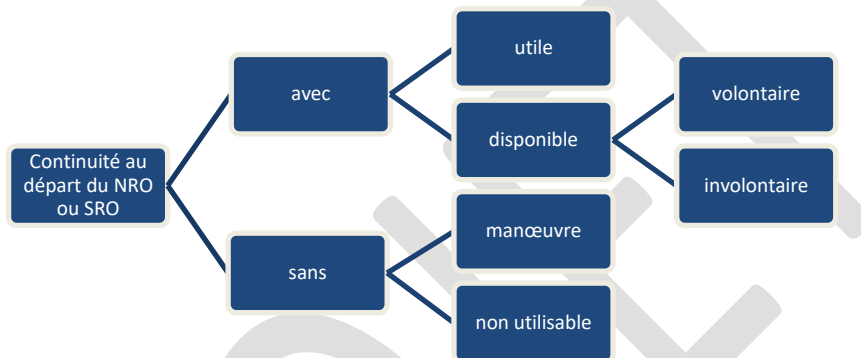 utile
avec
volontaire
disponible
Continuité au
départ du NRO
ou SRO
involontaire
manœuvre
sans
non utilisable